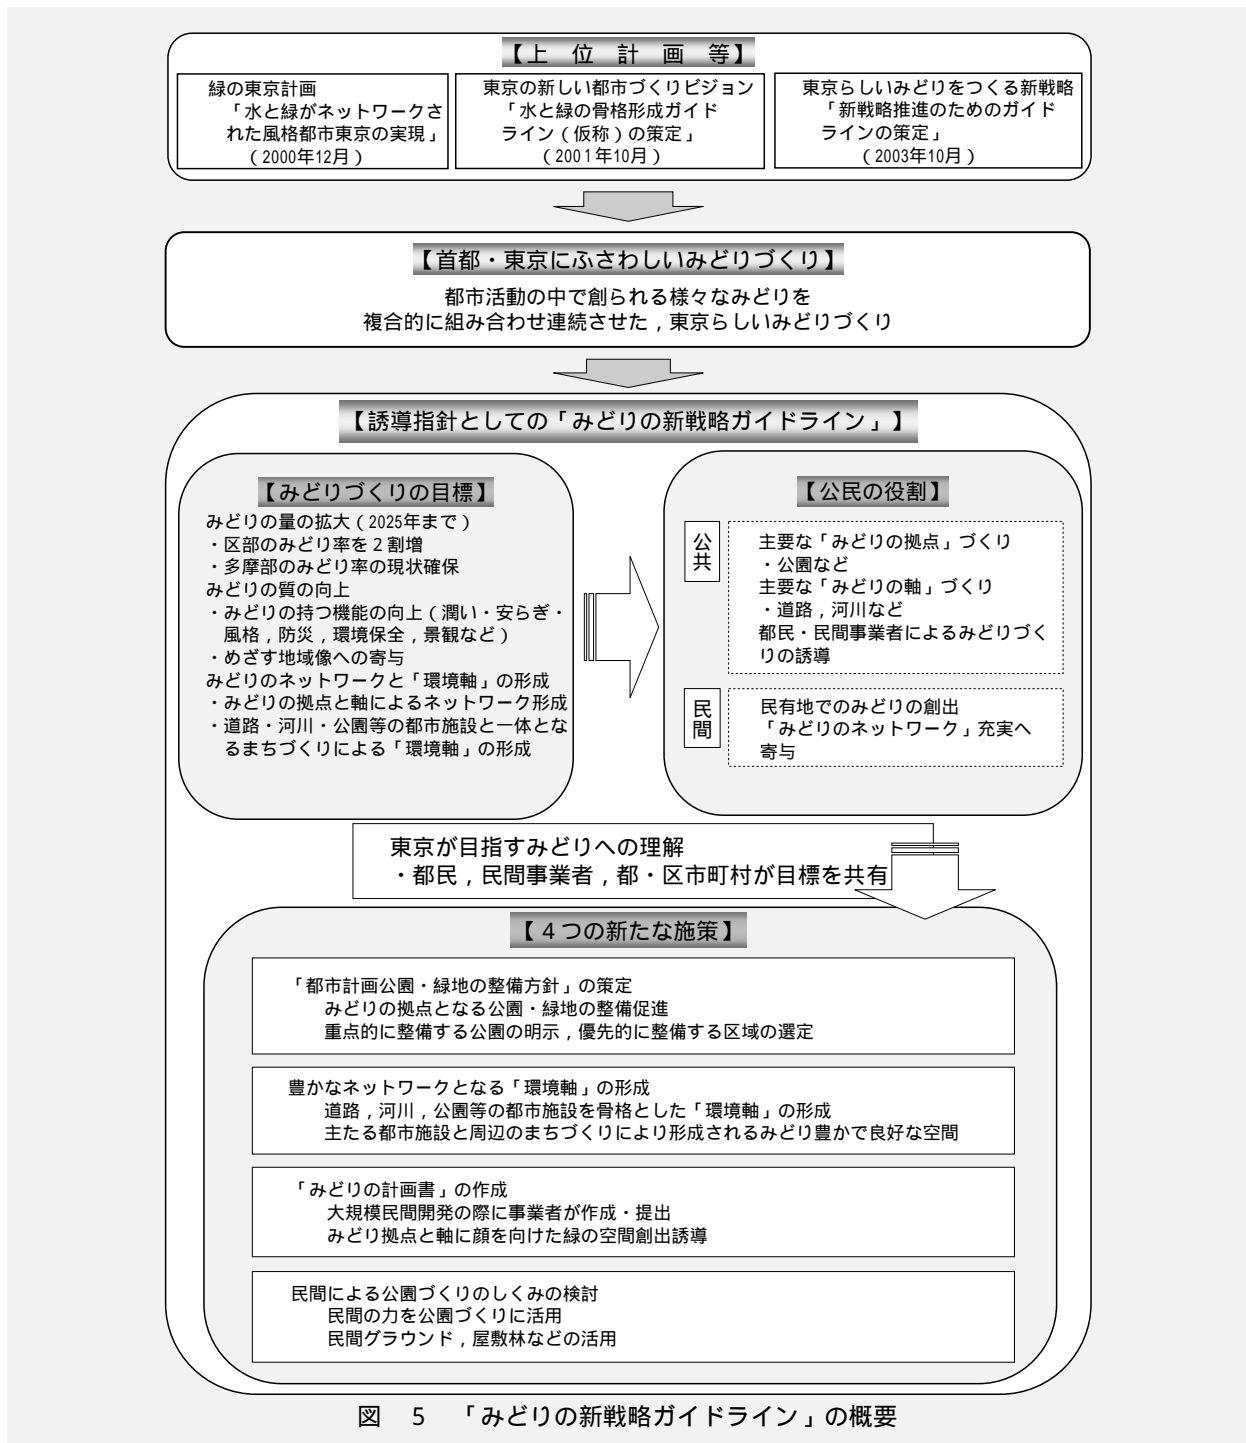 【上　位　計　画　等】
緑の東京計画
「水と緑がネットワークさ
れた風格都市東京の実現」
（2000年12月）
東京の新しい都市づくりビジョン
「水と緑の骨格形成ガイド
ライン（仮称）の策定」
（2001年10月）
東京らしいみどりをつくる新戦略
「新戦略推進のためのガイド
ラインの策定」
（2003年10月）
【首都・東京にふさわしいみどりづくり】
都市活動の中で創られる様々なみどりを
複合的に組み合わせ連続させた，東京らしいみどりづくり
【誘導指針としての「みどりの新戦略ガイドライン」】
【みどりづくりの目標】
みどりの量の拡大（2025年まで）
・区部のみどり率を２割増
・多摩部のみどり率の現状確保
みどりの質の向上
・みどりの持つ機能の向上（潤い・安らぎ・
風格，防災，環境保全，景観など）
・めざす地域像への寄与
みどりのネットワークと「環境軸」の形成
・みどりの拠点と軸によるネットワーク形成
・道路・河川・公園等の都市施設と一体とな
るまちづくりによる「環境軸」の形成
【公民の役割】
公共
主要な「みどりの拠点」づくり
・公園など
主要な「みどりの軸」づくり
・道路，河川など
都民・民間事業者によるみどりづく
りの誘導
民間
民有地でのみどりの創出
「みどりのネットワーク」充実へ
寄与
東京が目指すみどりへの理解
・都民，民間事業者，都・区市町村が目標を共有
【４つの新たな施策】
「都市計画公園・緑地の整備方針」の策定
みどりの拠点となる公園・緑地の整備促進
重点的に整備する公園の明示，優先的に整備する区域の選定
豊かなネットワークとなる「環境軸」の形成
道路，河川，公園等の都市施設を骨格とした「環境軸」の形成
主たる都市施設と周辺のまちづくりにより形成されるみどり豊かで良好な空間
「みどりの計画書」の作成
大規模民間開発の際に事業者が作成・提出
みどり拠点と軸に顔を向けた緑の空間創出誘導
民間による公園づくりのしくみの検討
民間の力を公園づくりに活用
民間グラウンド，屋敷林などの活用
図　5　「みどりの新戦略ガイドライン」の概要